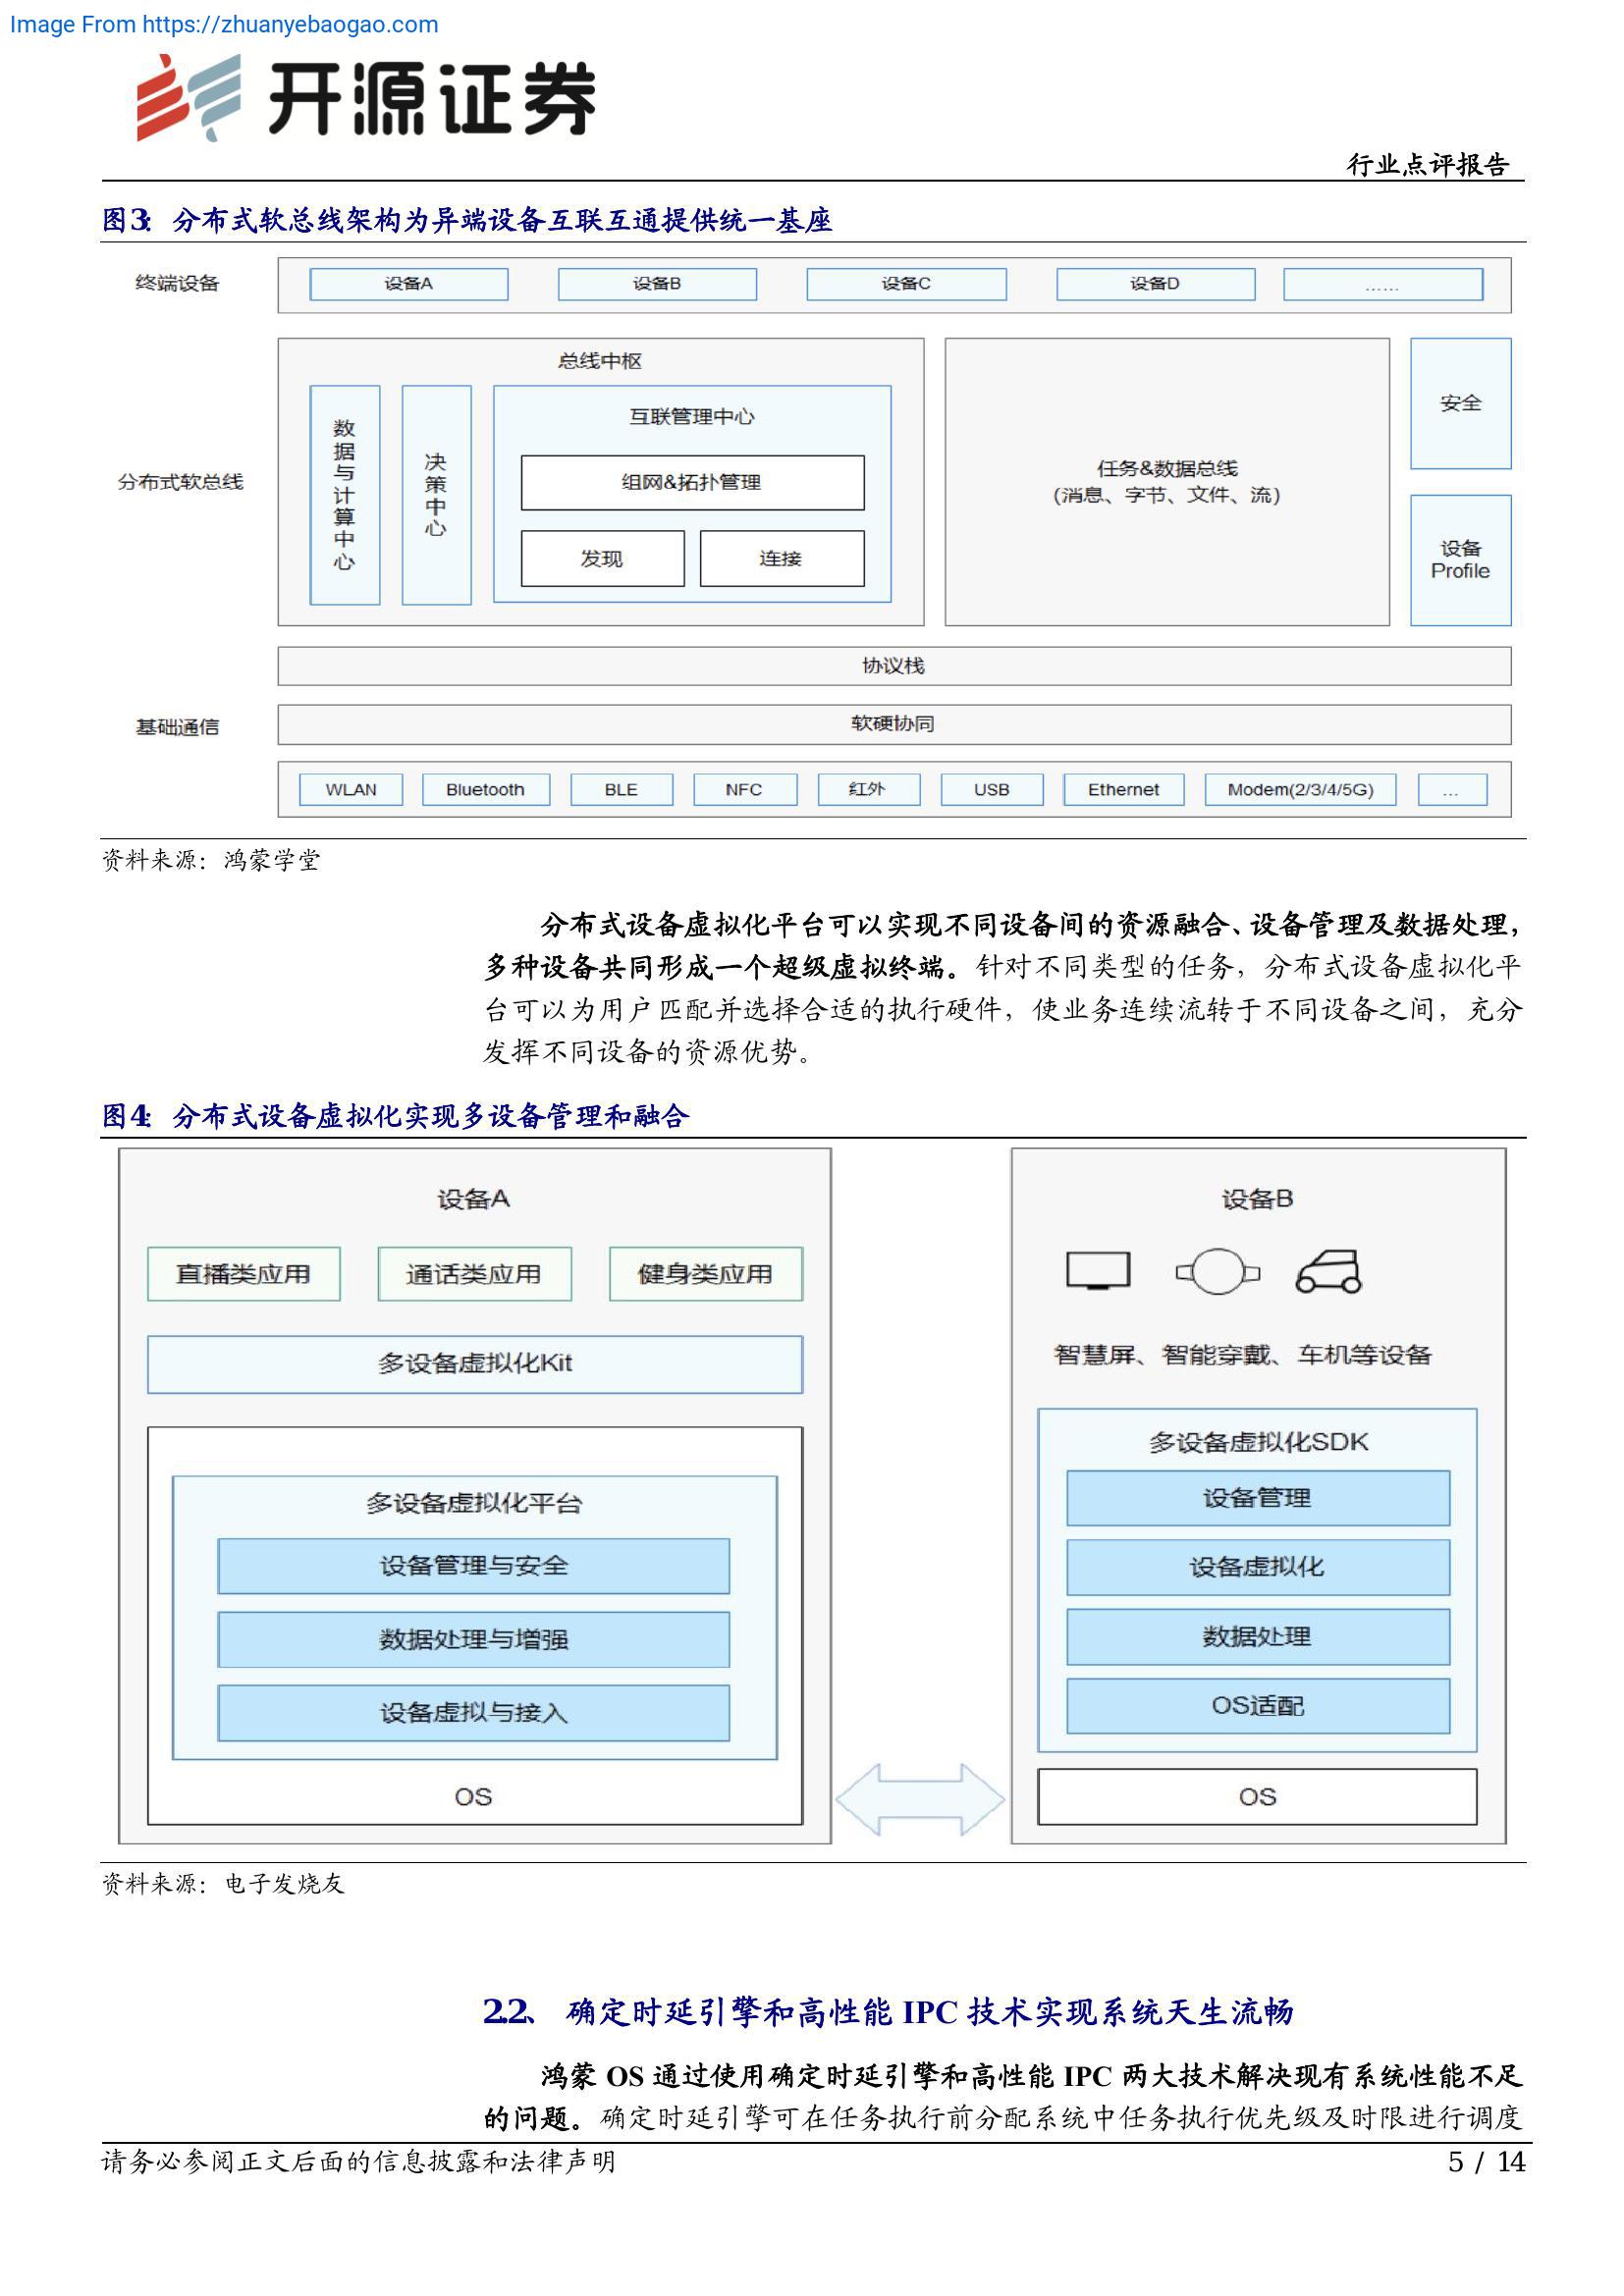 Image From https://zhuanyebaogao.com
开源证券
行业点评报告
图3：分布式软总线架构为异端设备互联互通提供统一基座
终端设备
设备A
设备B
设备C
设备D
……
分布式软总线
总线中枢
数据与计算中心
决策中心
互联管理中心
组网&拓扑管理
发现
连接
任务&数据总线
(消息、字节、文件、流)
安全
设备
Profile
协议栈
基础通信
软硬协同
WLAN
Bluetooth
BLE
NFC
红外
USB
Ethernet
Modem(2/3/4/5G)
...
资料来源：鸿蒙学堂
分布式设备虚拟化平台可以实现不同设备间的资源融合、设备管理及数据处理，
多种设备共同形成一个超级虚拟终端。针对不同类型的任务，分布式设备虚拟化平
台可以为用户匹配并选择合适的执行硬件，使业务连续流转于不同设备之间，充分
发挥不同设备的资源优势。
图4：分布式设备虚拟化实现多设备管理和融合
设备A
直播类应用
通话类应用
健身类应用
多设备虚拟化Kit
多设备虚拟化平台
设备管理与安全
数据处理与增强
设备虚拟与接入
OS
设备B
智慧屏、智能穿戴、车机等设备
多设备虚拟化SDK
设备管理
设备虚拟化
数据处理
OS适配
OS
资料来源：电子发烧友
2.2、 确定时延引擎和高性能 IPC 技术实现系统天生流畅
鸿蒙 OS 通过使用确定时延引擎和高性能 IPC 两大技术解决现有系统性能不足
的问题。确定时延引擎可在任务执行前分配系统中任务执行优先级及时限进行调度
请务必参阅正文后面的信息披露和法律声明
5 / 14